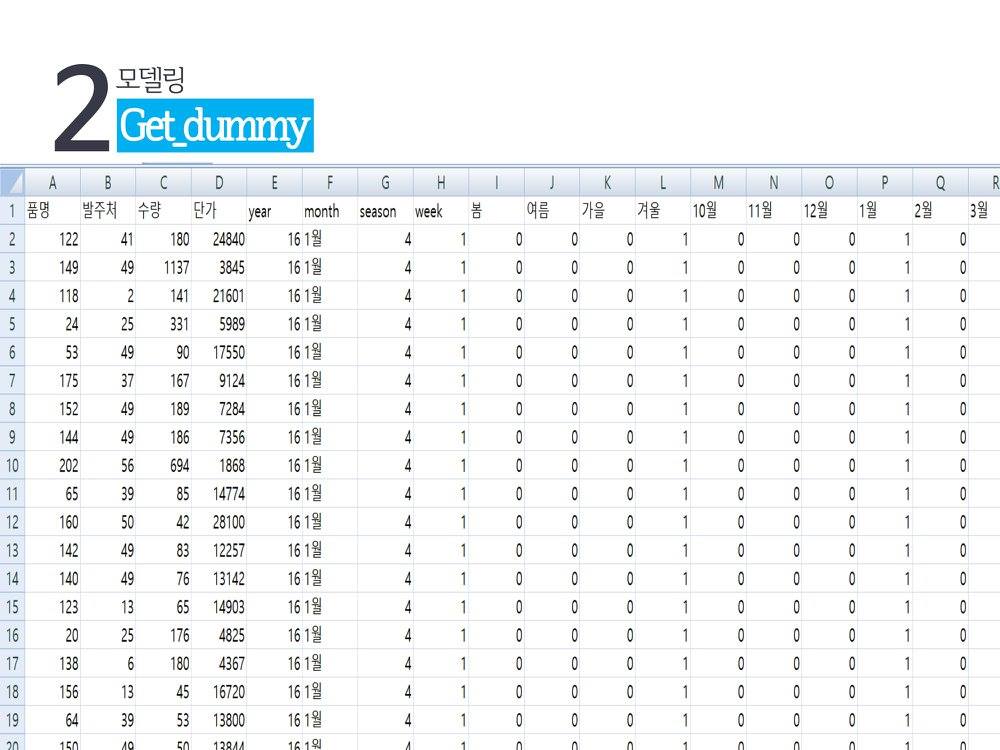 2
모델링
Get_dummy
A B C D E F G H I J K L M N O P Q R
1 품명 발주처 수량 단가 year month season week 봄 여름 가을 겨울 10월 11월 12월 1월 2월 3월
2 122 41 180 24840 16 1월 4 1 0 0 0 1 0 0 0 1 0
3 149 49 1137 3845 16 1월 4 1 0 0 0 1 0 0 0 1 0
4 118 2 141 21601 16 1월 4 1 0 0 0 1 0 0 0 1 0
5 24 25 331 5989 16 1월 4 1 0 0 0 1 0 0 0 1 0
6 53 49 90 17550 16 1월 4 1 0 0 0 1 0 0 0 1 0
7 175 37 167 9124 16 1월 4 1 0 0 0 1 0 0 0 1 0
8 152 49 189 7284 16 1월 4 1 0 0 0 1 0 0 0 1 0
9 144 49 186 7356 16 1월 4 1 0 0 0 1 0 0 0 1 0
10 202 56 694 1868 16 1월 4 1 0 0 0 1 0 0 0 1 0
11 65 39 85 14774 16 1월 4 1 0 0 0 1 0 0 0 1 0
12 160 50 42 28100 16 1월 4 1 0 0 0 1 0 0 0 1 0
13 142 49 83 12257 16 1월 4 1 0 0 0 1 0 0 0 1 0
14 140 49 76 13142 16 1월 4 1 0 0 0 1 0 0 0 1 0
15 123 13 65 14903 16 1월 4 1 0 0 0 1 0 0 0 1 0
16 20 25 176 4825 16 1월 4 1 0 0 0 1 0 0 0 1 0
17 138 6 180 4367 16 1월 4 1 0 0 0 1 0 0 0 1 0
18 156 13 45 16720 16 1월 4 1 0 0 0 1 0 0 0 1 0
19 64 39 53 13800 16 1월 4 1 0 0 0 1 0 0 0 1 0
20 150 49 50 13844 16 1월 4 1 0 0 0 1 0 0 0 1 0